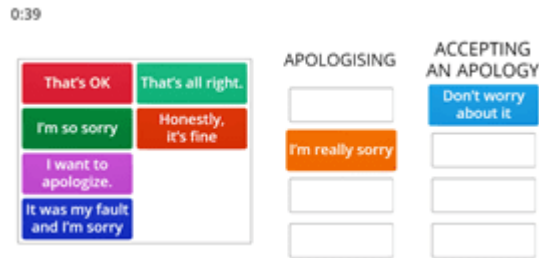 0:39
APOLOGISING
ACCEPTING
AN APOLOGY
That's OK
That's all right.
I'm so sorry
Honestly,
it's fine
I want to
apologize.
It was my fault
and I'm sorry
I'm really sorry
Don't worry
about it